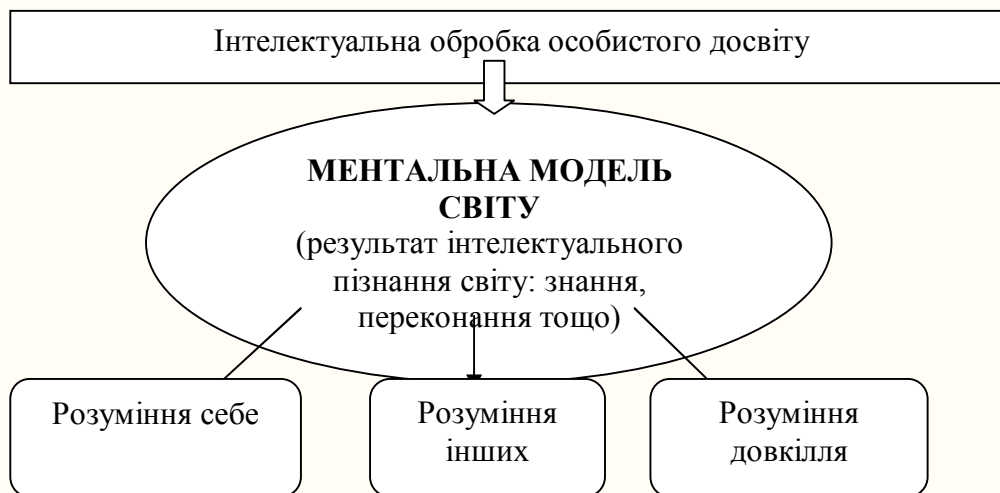 Інтелектуальна обробка особистого досвіту
МЕНТАЛЬНА МОДЕЛЬ
СВІТУ
(результат інтелектуального
пізнання світу: знання,
переконання тощо)
Розуміння себе
Розуміння
інших
Розуміння
довкілля